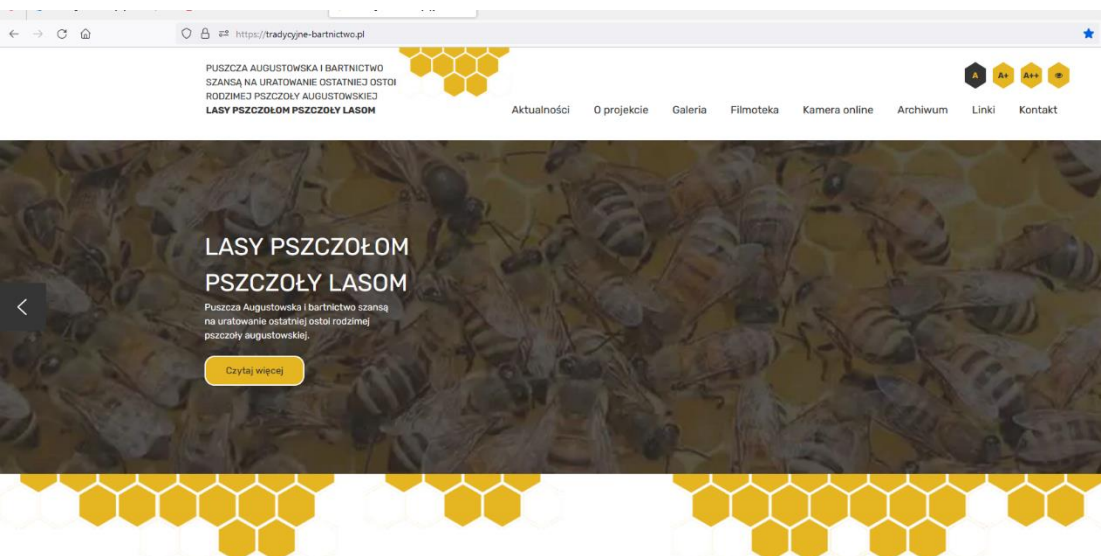 https://tradycyjne-bartnictwo.pl
PUSZCZA AUGUSTOWSKA I BARTNICTWO
SZANSĄ NA URATOWANIE OSTATNIEJ OSTOI
RODZIMEJ PSZCZOŁY AUGUSTOWSKIEJ
LASY PSZCZOŁOM PSZCZOŁY LASOM
A A+ A++
Aktualności O projekcie Galeria Filmoteka Kamera online Archiwum Linki Kontakt
LASY PSZCZOŁOM
PSZCZOŁY LASOM
Puszcza Augustowska i bartnictwo szansą
na uratowanie ostatniej ostoi rodzimej
pszczoły augustowskiej.
Czytaj więcej